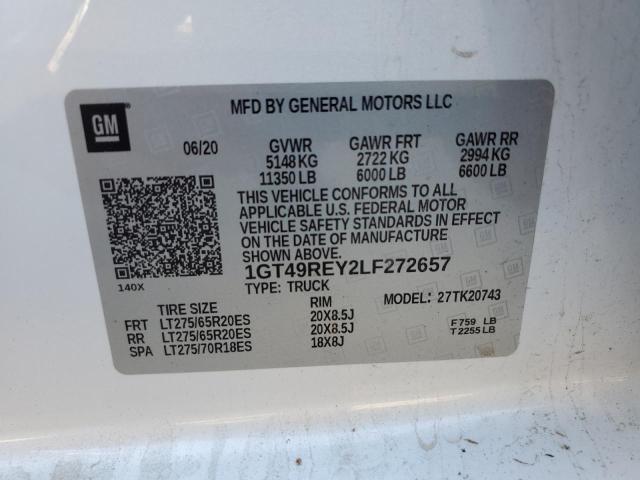 GM
MFD BY GENERAL MOTORS LLC
06/20 GVWR GAWR FRT GAWR RR
5148 KG 2722 KG 2994 KG
11350 LB 6000 LB 6600 LB
THIS VEHICLE CONFORMS TO ALL
APPLICABLE U.S. FEDERAL MOTOR
VEHICLE SAFETY STANDARDS IN EFFECT
ON THE DATE OF MANUFACTURE
SHOWN ABOVE.
140X
1GT49REY2LF272657
TYPE: TRUCK MODEL: 27TK20743
TIRE SIZE RIM
FRT LT275/65R20ES 20X8.5J F 759 LB
RR LT275/65R20ES 20X8.5J T 2255 LB
SPA LT275/70R18ES 18X8J